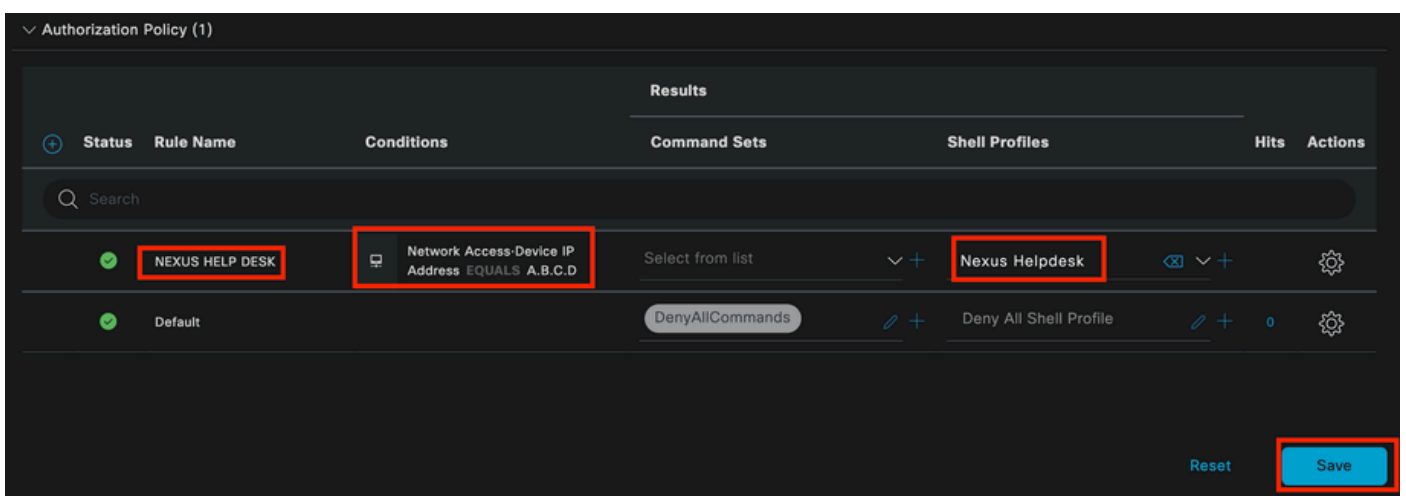 Authorization Policy (1)
Results
Status Rule Name Conditions Command Sets Shell Profiles Hits Actions
Search
NEXUS HELP DESK
Network Access·Device IP
Address EQUALS A.B.C.D
Select from list
Nexus Helpdesk
Default
DenyAllCommands
Deny All Shell Profile
0
Reset
Save